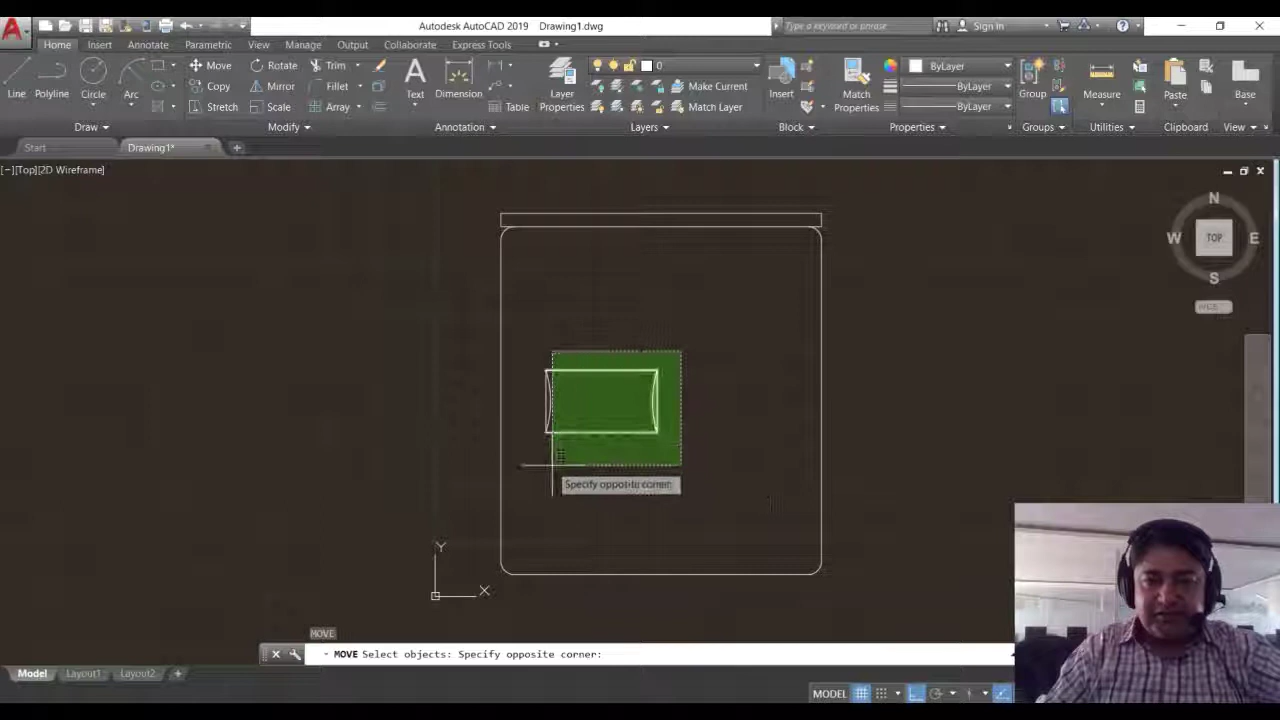 Autodesk AutoCAD 2019 Drawing1.dwg
Type a keyword or phrase
Sign In
Home Insert Annotate Parametric View Manage Output Collaborate Express Tools
Move Rotate Trim
Copy Mirror Fillet
Stretch Scale Array
Line Polyline Circle Arc
Text Dimension
Table
Layer Properties
0
Make Current
Match Layer
Insert
Match Properties
ByLayer
ByLayer
ByLayer
Group
Measure
Paste
Base
Draw Modify Annotation Layers Block Properties Groups Utilities Clipboard View
Start Drawing1*
[−][Top][2D Wireframe]
N
W TOP E
S
Specify opposite corner:
Y
X
MOVE
- MOVE Select objects: Specify opposite corner:
Model Layout1 Layout2
MODEL